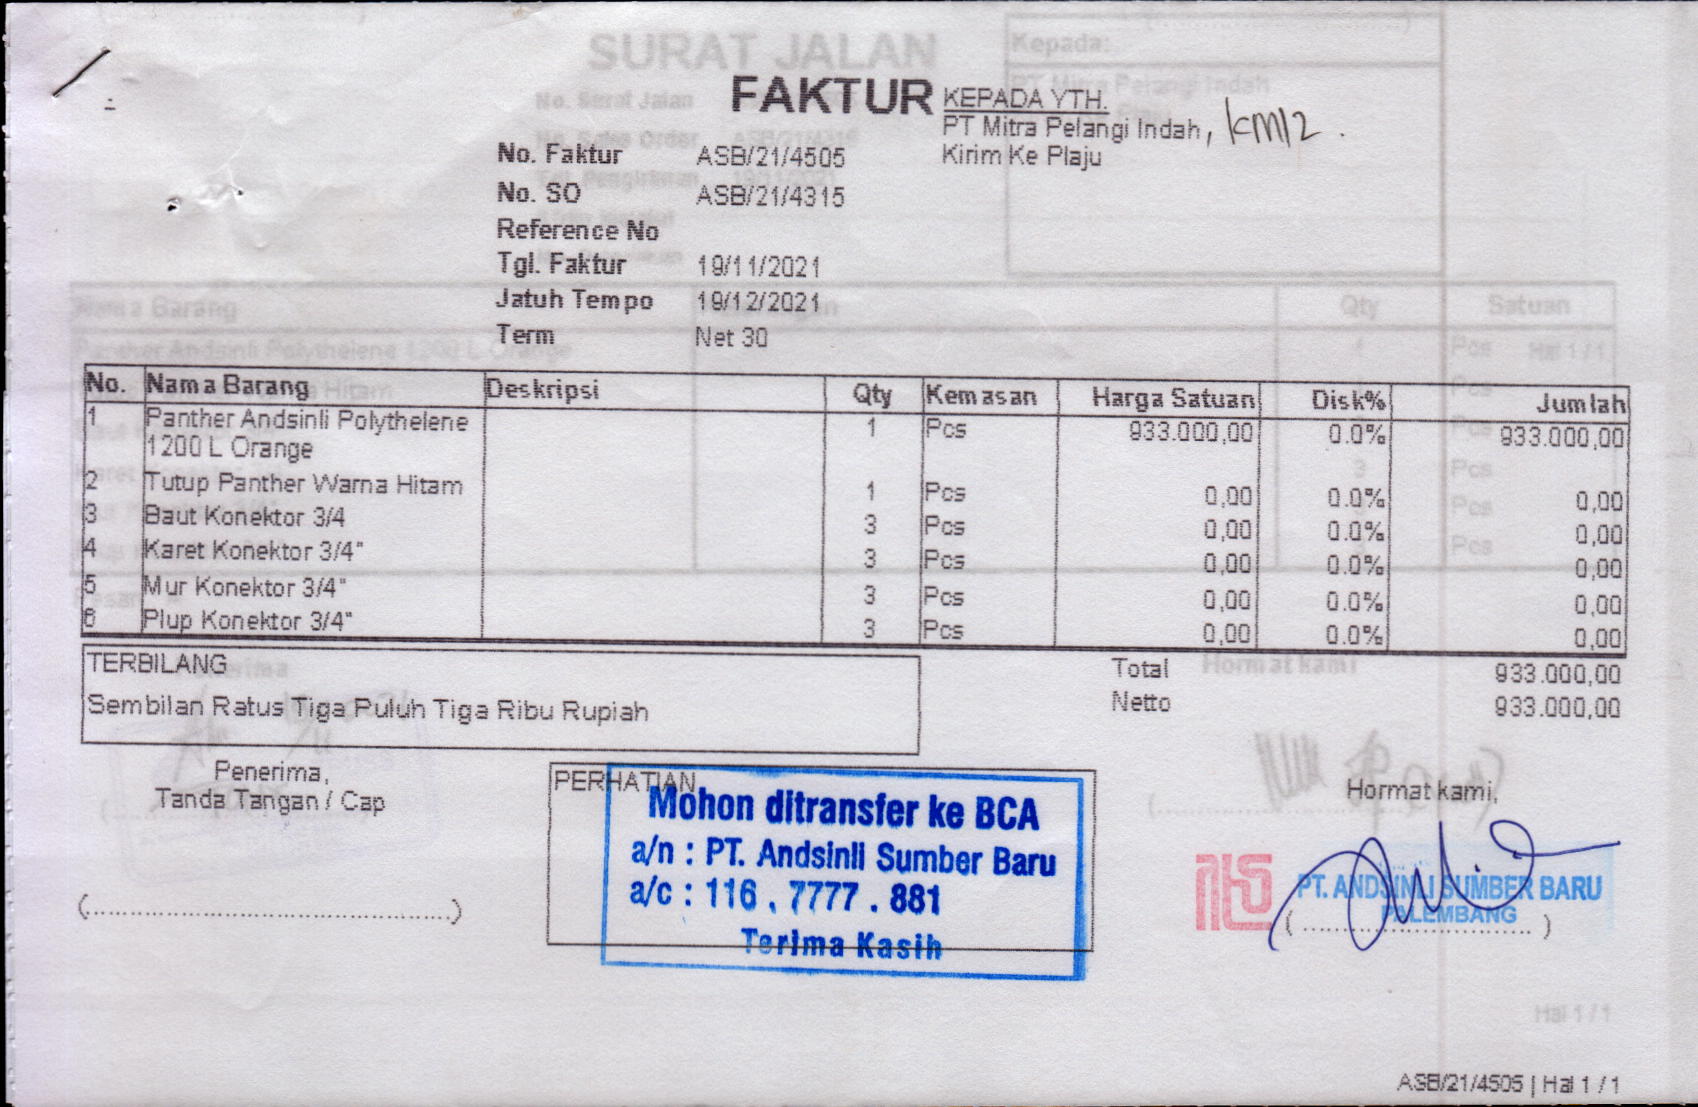 SURAT JALAN
Kepada:
FAKTUR
KEPADA YTH.
PT Mitra Pelangi Indah, km12.
Kirim Ke Plaju
No. Faktur ASB/21/4505
No. SO ASB/21/4315
Reference No
Tgl. Faktur 19/11/2021
Jatuh Tempo 19/12/2021
Term Net 30
No. Nama Barang Deskripsi Qty Kemasan Harga Satuan Disk% Jumlah
1 Panther Andsinli Polythelene 1 Pcs 933.000,00 0.0% 933.000,00
1200 L Orange
2 Tutup Panther Warna Hitam 1 Pcs 0,00 0.0% 0,00
3 Baut Konektor 3/4 3 Pcs 0,00 0.0% 0,00
4 Karet Konektor 3/4" 3 Pcs 0,00 0.0% 0,00
5 Mur Konektor 3/4" 3 Pcs 0,00 0.0% 0,00
6 Plup Konektor 3/4" 3 Pcs 0,00 0.0% 0,00
TERBILANG
Sembilan Ratus Tiga Puluh Tiga Ribu Rupiah
Total 933.000,00
Netto 933.000,00
Penerima,
Tanda Tangan / Cap
(..........................................)
PERHATIAN
Mohon ditransfer ke BCA
a/n : PT. Andsinli Sumber Baru
a/c : 116 . 7777 . 881
Terima Kasih
Hormat kami,
PT. ANDSINLI SUMBER BARU
PALEMBANG
(..............................)
Hal 1 / 1
ASB/21/4505 | Hal 1 / 1